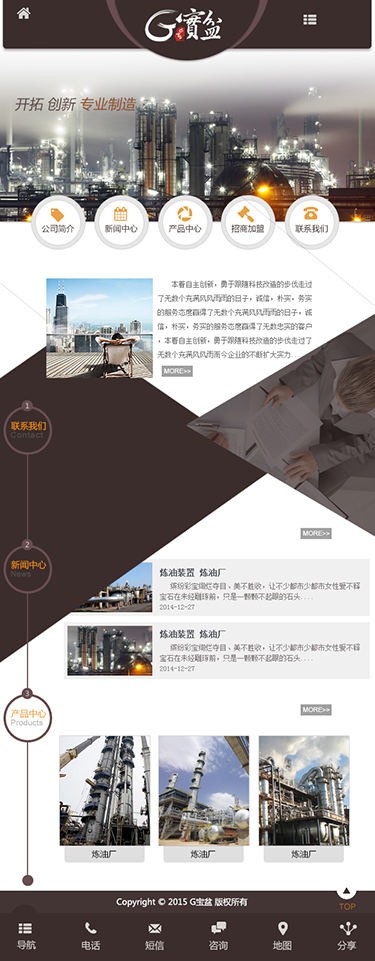 G寶盆
开拓 创新 专业制造
公司简介 新闻中心 产品中心 招商加盟 联系我们
本着自主创新，勇于跟随科技改造的步伐走过
了无数个充满风风雨雨的日子，诚信，朴实，务实
的服务态度赢得了无数个充满风风雨雨的日子，诚
信，朴实，务实的服务态度赢得了无数忠实的客户
，本着自主创新，勇于跟随科技改造的步伐走过了
无数个充满风风雨而今企业的不断扩大实力...
MORE>>
1
联系我们
Contact
MORE>>
2
新闻中心
News
炼油装置 炼油厂
缤纷彩宝绚烂夺目、美不胜收，让不少都市少都市女性爱不释
宝石在未经雕琢前，只是一颗颗不起眼的石头....
2014-12-27
炼油装置 炼油厂
缤纷彩宝绚烂夺目、美不胜收，让不少都市少都市女性爱不释
宝石在未经雕琢前，只是一颗颗不起眼的石头....
2014-12-27
3
产品中心
Products
MORE>>
炼油厂 炼油厂 炼油厂
Copyright © 2015 G宝盆 版权所有
TOP
导航 电话 短信 咨询 地图 分享